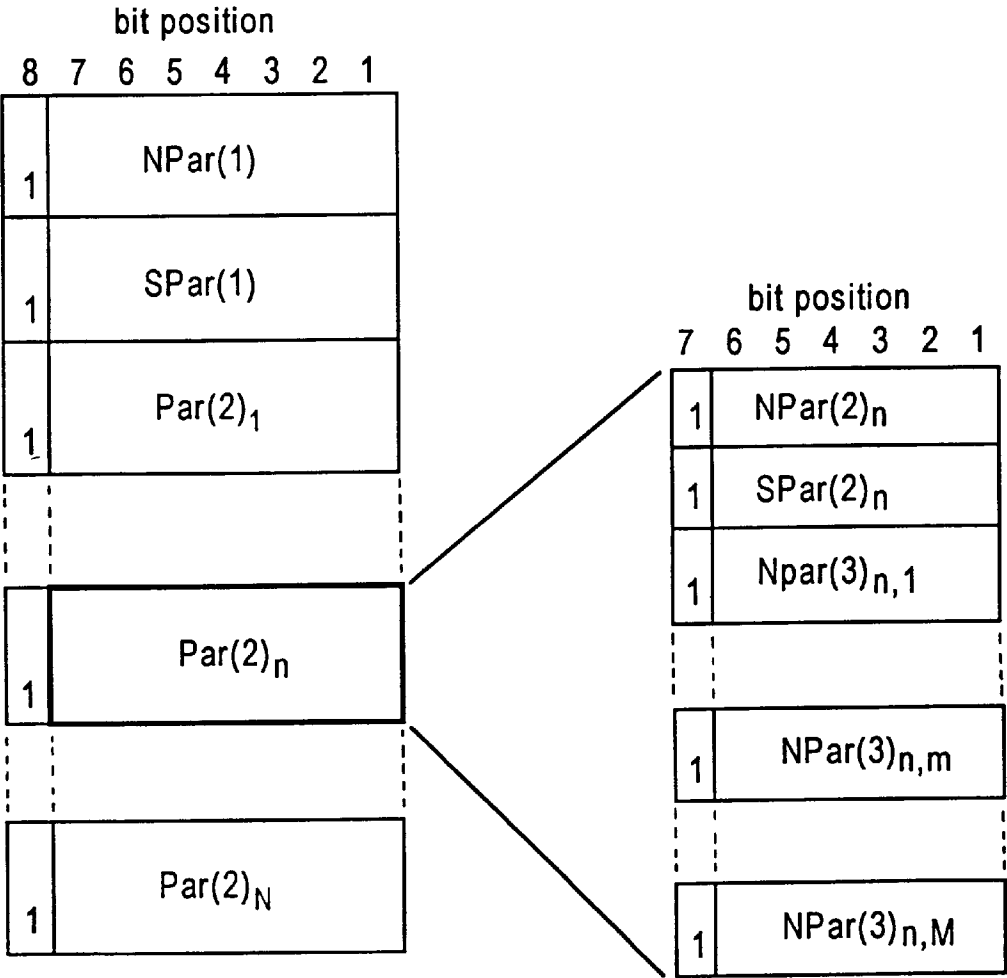 bit position
8 7 6 5 4 3 2 1
1 NPar(1)
1 SPar(1)
1 Par(2)1
1 Par(2)n
1 Par(2)N
bit position
7 6 5 4 3 2 1
1 NPar(2)n
1 SPar(2)n
1 Npar(3)n,1
1 NPar(3)n,m
1 NPar(3)n,M